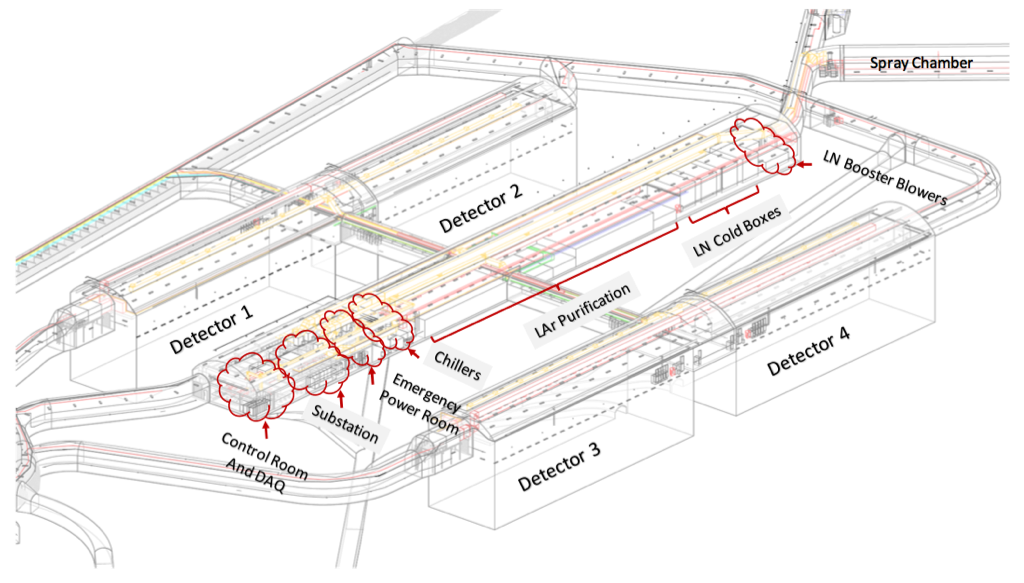 Spray Chamber
LN Booster Blowers
Detector 2
LN Cold Boxes
LAr Purification
Detector 1
Chillers
Detector 4
Emergency
Power Room
Substation
Control Room
And DAQ
Detector 3